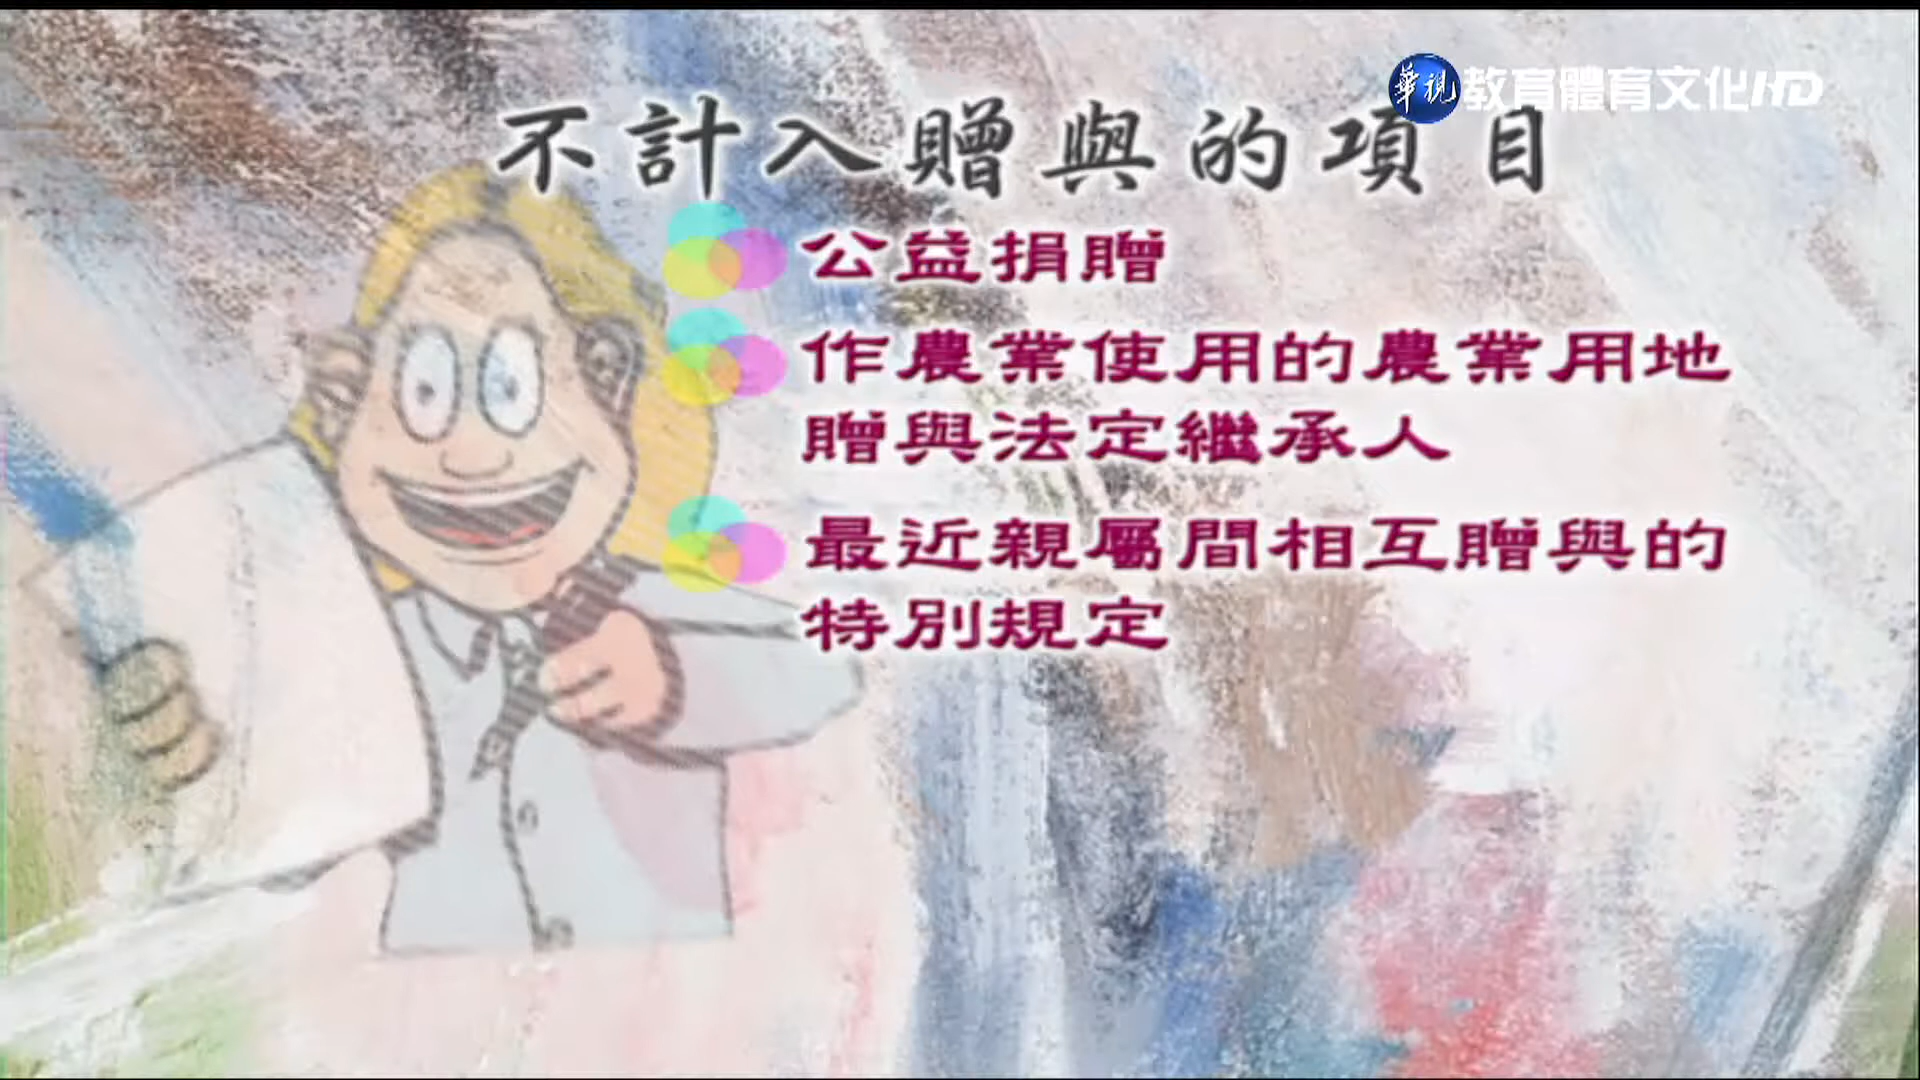 華視 教育體育文化HD
不計入贈與的項目
公益捐贈
作農業使用的農業用地
贈與法定繼承人
最近親屬間相互贈與的
特別規定